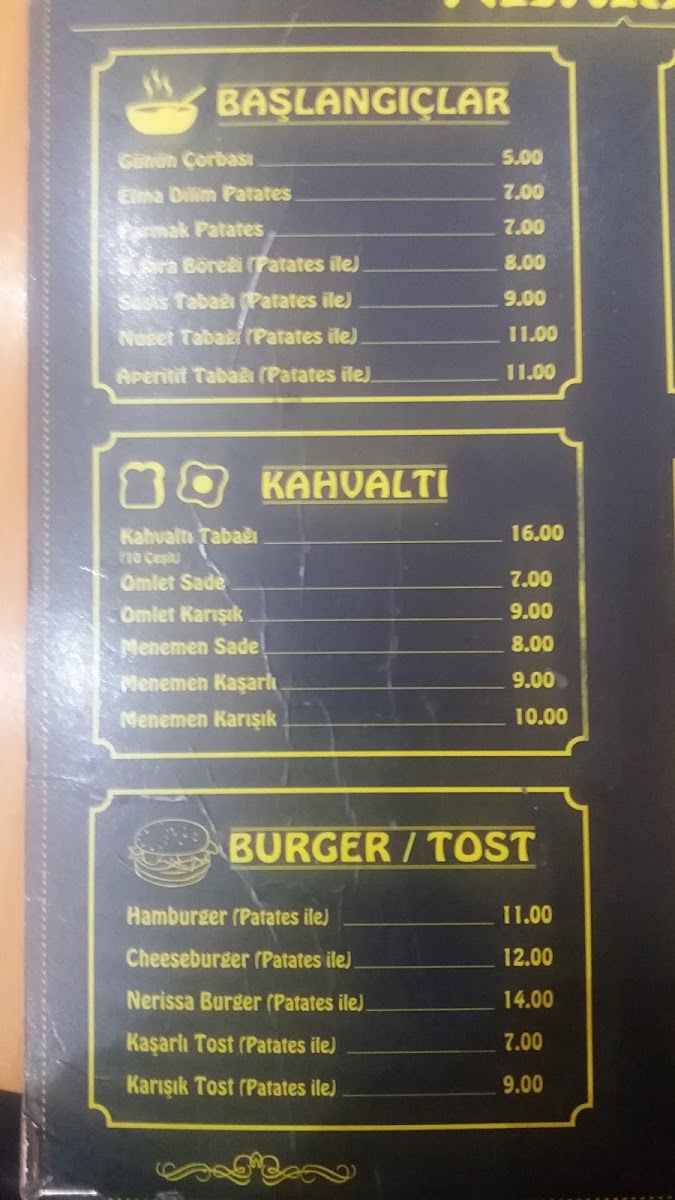 BAŞLANGIÇLAR
Günün Çorbası 5.00
Elma Dilim Patates 7.00
Parmak Patates 7.00
Böreği (Patates ile) 8.00
Sosis Tabağı (Patates ile) 9.00
Nuget Tabağı (Patates ile) 11.00
Aperitif Tabağı (Patates ile) 11.00
KAHVALTI
Kahvaltı Tabağı 16.00
(10 Çeşit)
Omlet Sade 7.00
Omlet Karışık 9.00
Menemen Sade 8.00
Menemen Kaşarlı 9.00
Menemen Karışık 10.00
BURGER / TOST
Hamburger (Patates ile) 11.00
Cheeseburger (Patates ile) 12.00
Nerissa Burger (Patates ile) 14.00
Kaşarlı Tost (Patates ile) 7.00
Karışık Tost (Patates ile) 9.00